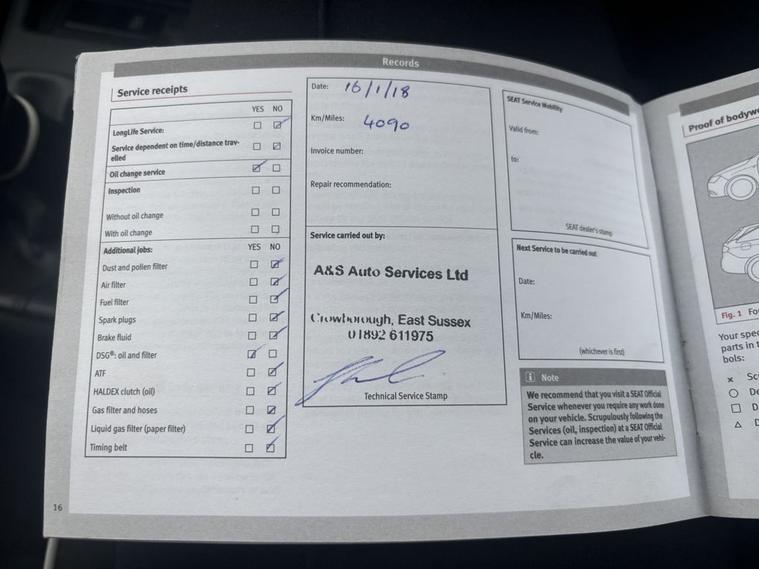 Records
Service receipts
YES NO
LongLife Service:
Service dependent on time/distance trav-
elled
Oil change service
Inspection
Without oil change
With oil change
Additional jobs: YES NO
Dust and pollen filter
Air filter
Fuel filter
Spark plugs
Brake fluid
DSG®: oil and filter
ATF
HALDEX clutch (oil)
Gas filter and hoses
Liquid gas filter (paper filter)
Timing belt
16
Date: 16/1/18
Km/Miles: 4090
Invoice number:
Repair recommendation:
Service carried out by:
A&S Auto Services Ltd
Crowborough, East Sussex
01892 611975
Technical Service Stamp
SEAT Service Mobility
Valid from:
to:
SEAT dealer's stamp
Next Service to be carried out:
Date:
Km/Miles:
(whichever is first)
Note
We recommend that you visit a SEAT Official
Service whenever you require any work done
on your vehicle. Scrupulously following the
Services (oil, inspection) at a SEAT Official
Service can increase the value of your vehi-
cle.
Proof of bodyw
Fig. 1 Fo
Your spe
parts in t
bols:
× Sc
De
D
D